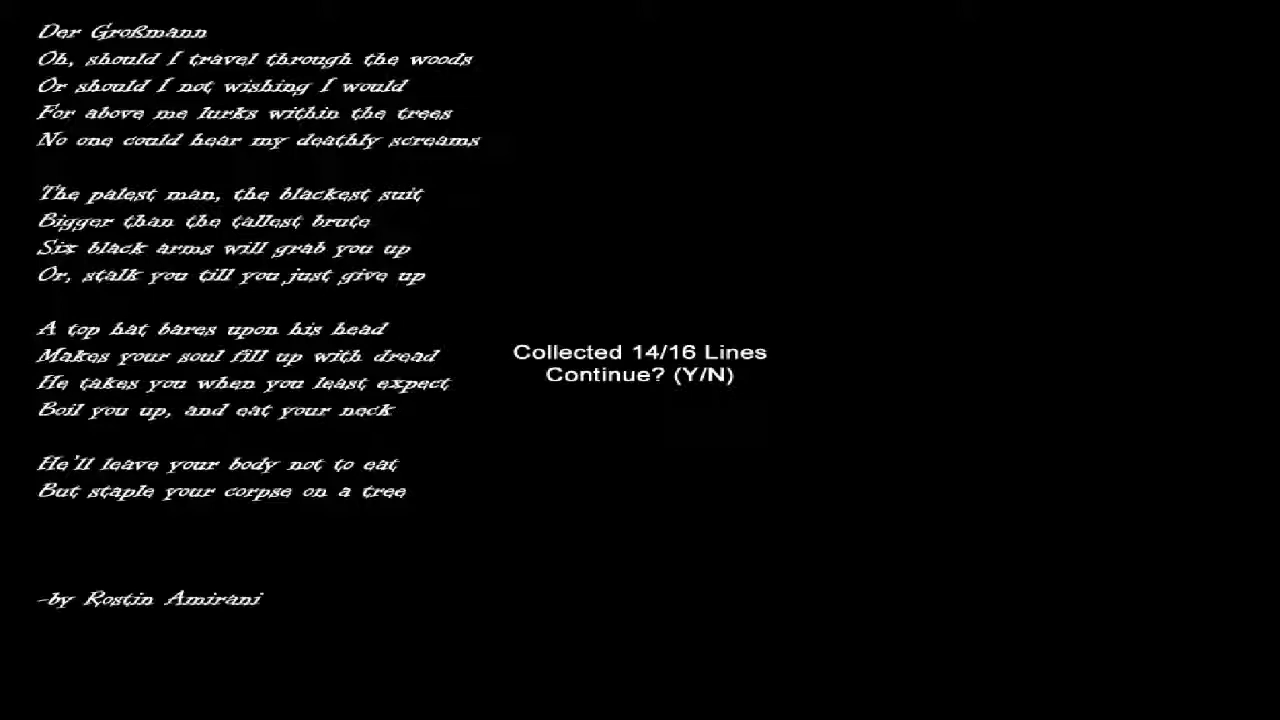 Der Großmann
Oh, should I travel through the woods
Or should I not wishing I would
For above me lurks within the trees
No one could hear my deathly screams
The palest man, the blackest suit
Bigger than the tallest brute
Six black arms will grab you up
Or, stalk you till you just give up
A top hat bares upon his head
Makes your soul fill up with dread
He takes you when you least expect
Boil you up, and eat your neck
He'll leave your body not to eat
But staple your corpse on a tree
-by Rostin Amirani
Collected 14/16 Lines
Continue? (Y/N)